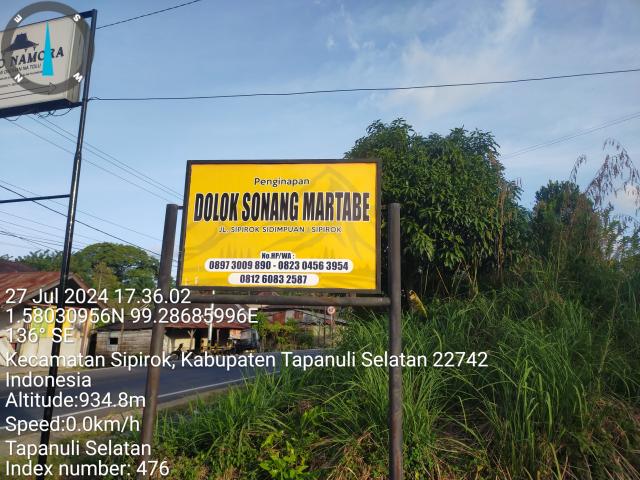 NAMORA
Penginapan
DOLOK SONANG MARTABE
JL. SIPIROK SIDIMPUAN | SIPIROK
No.HP/WA :
0897 3009 890 - 0823 0456 3954
0812 6083 2587
27 Jul 2024 17.36.02
1.58030956N 99.28685996E
136° SE
Kecamatan Sipirok, Kabupaten Tapanuli Selatan 22742
Indonesia
Altitude:934.8m
Speed:0.0km/h
Tapanuli Selatan
Index number: 476